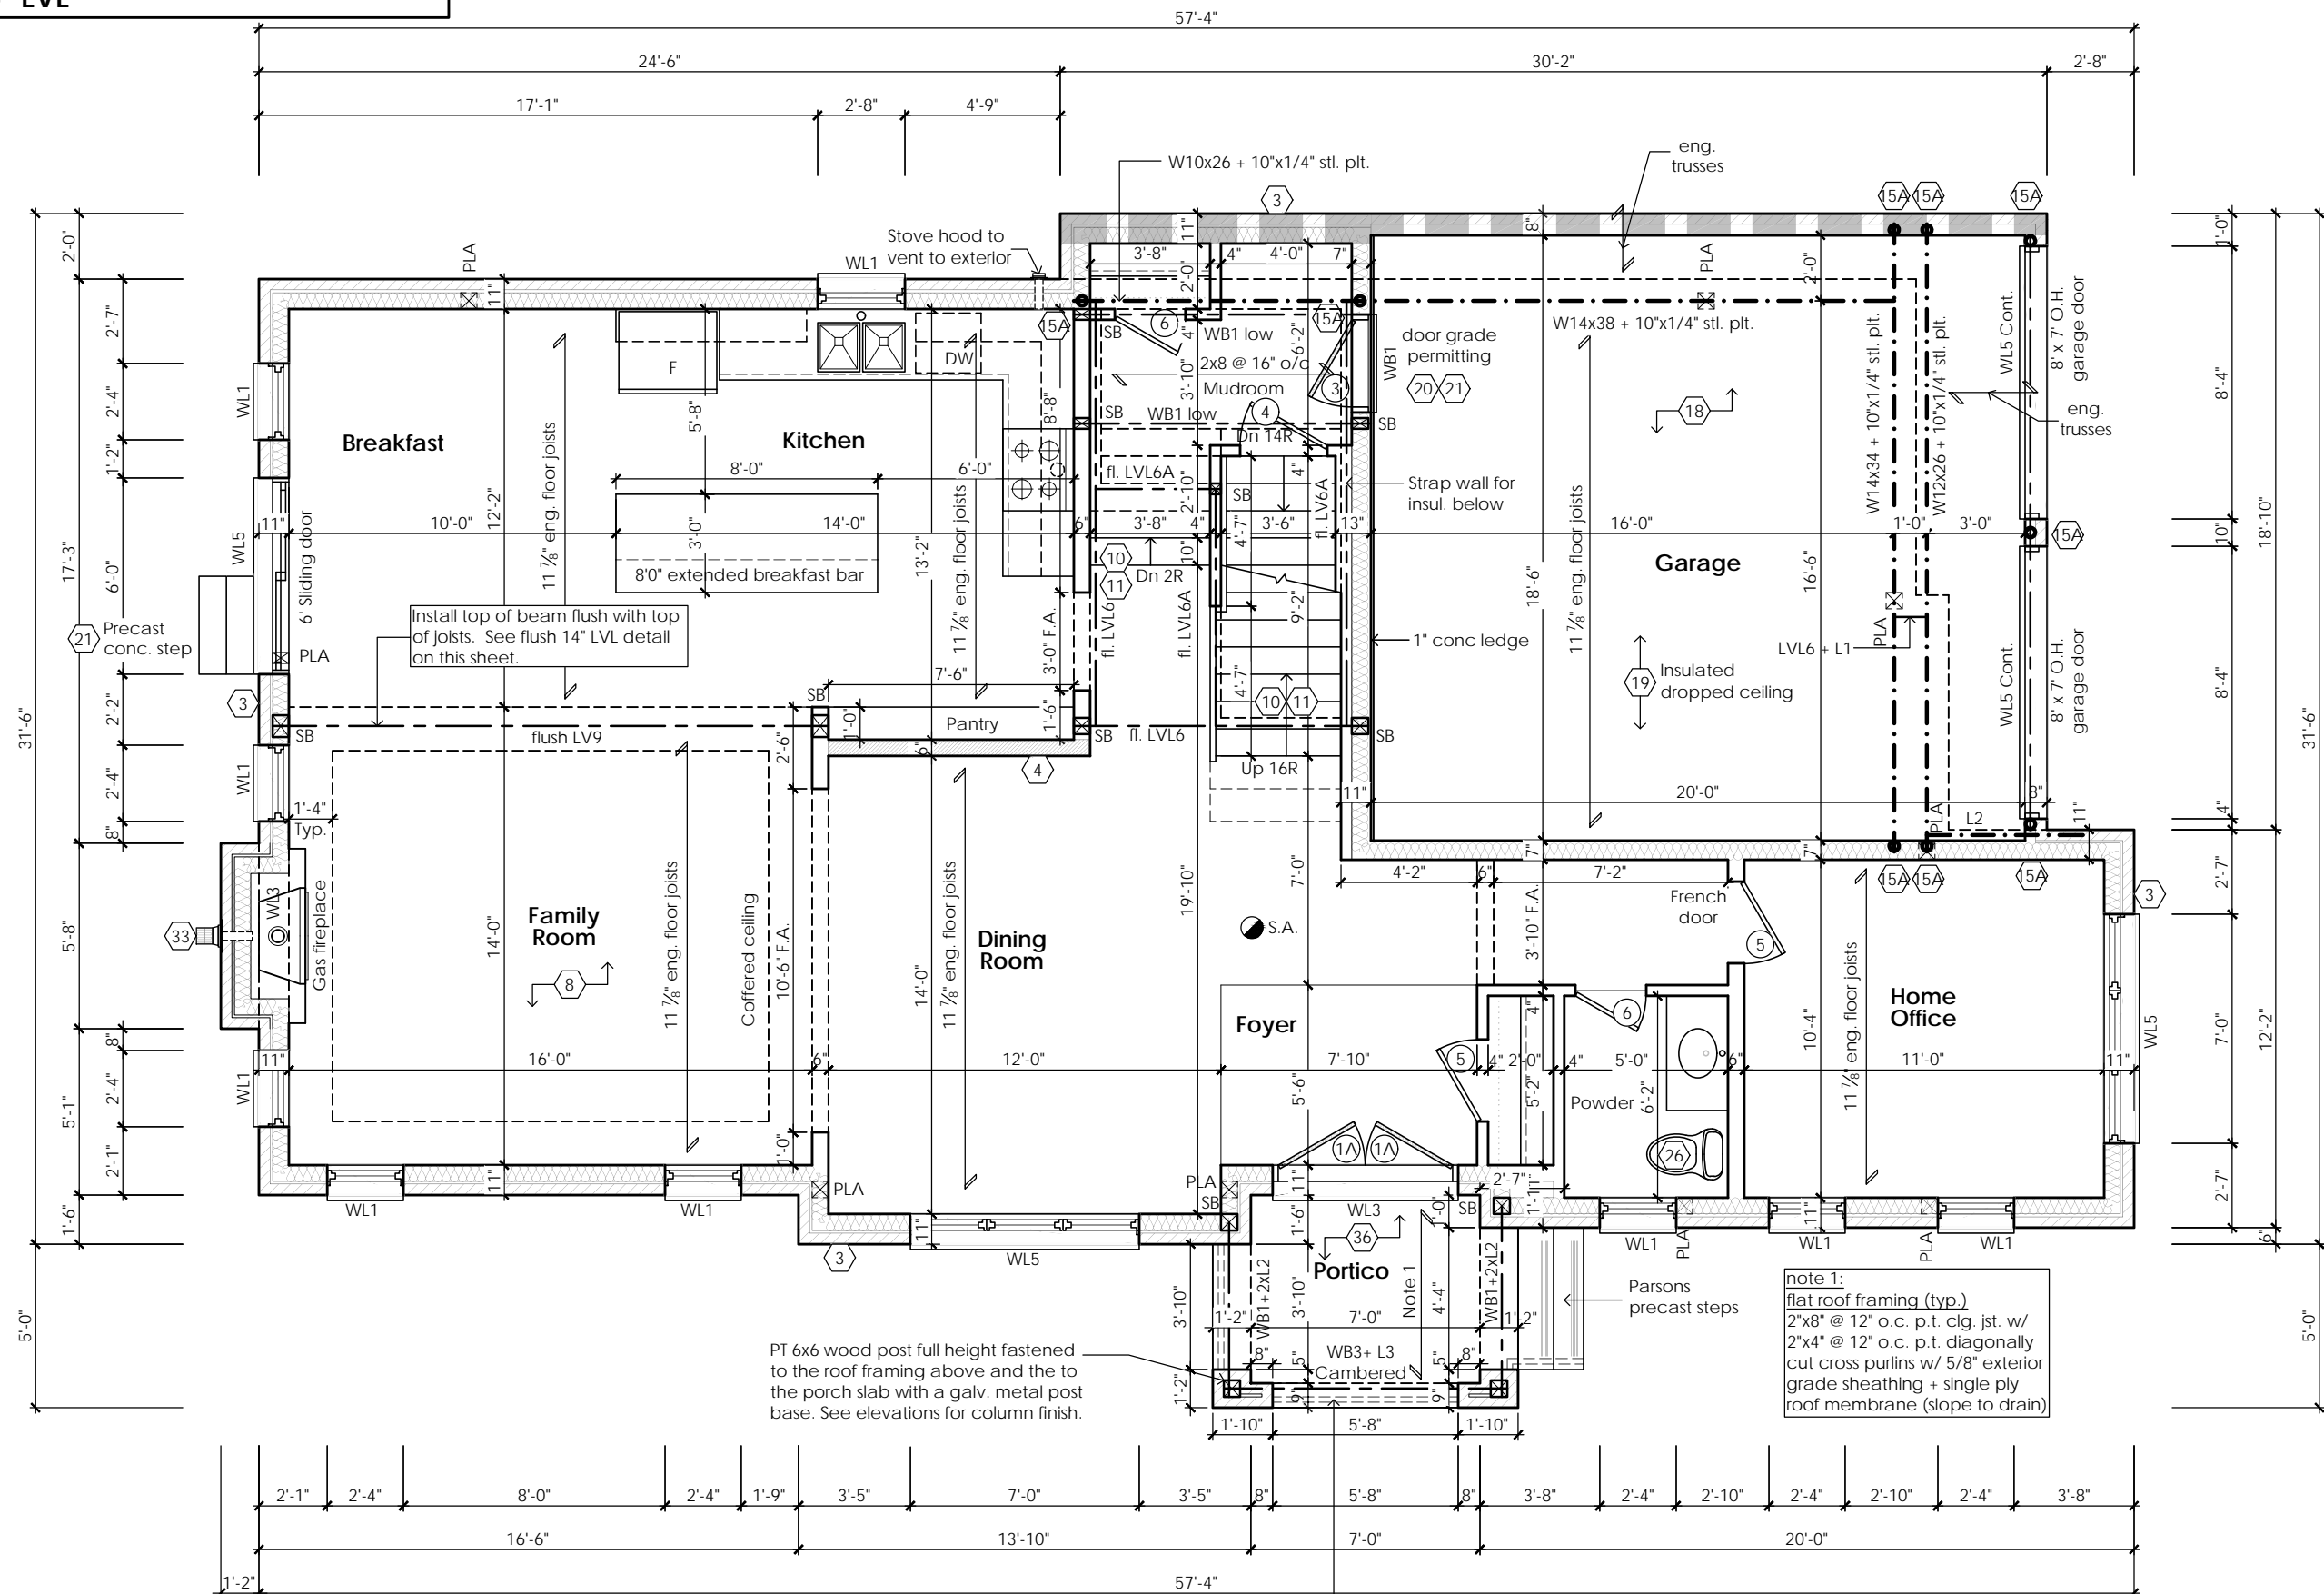 LVL
57'-4"
24'-6"
30'-2"
2'-8"
17'-1"
2'-8"
4'-9"
W10x26 + 10"x1/4" stl. plt.
eng.
trusses
3
15A
15A
15A
Stove hood to
vent to exterior
WL1
PLA
11"
11"
3'-8"
4"
4'-0"
7"
2'-0"
8"
PLA
2'-0"
2'-0"
1'-0"
15A
SB
6
4"
WB1 low
15A
6'-2"
2x8 @ 16" o/c
3'-10"
Mudroom
3
WB1
door grade
permitting
20
21
W14x38 + 10"x1/4" stl. plt.
W14x34 + 10"x1/4" stl. plt.
W12x26 + 10"x1/4" stl. plt.
WL5 Cont.
8' x 7' O.H.
garage door
8'-4"
eng.
trusses
18
F
DW
2'-7"
2'-4"
WL1
1'-2"
5'-8"
8'-8"
Breakfast
Kitchen
SB
WB1 low
4
Dn 14R
SB
8'-0"
6'-0"
fl. LVL6A
2'-10"
SB
4"
fl. LV6A
Strap wall for
insul. below
11 7/8" eng. floor joists
11 7/8" eng. floor joists
11 7/8" eng. floor joists
12'-2"
13'-2"
31'-6"
17'-3"
WL5
11"
6' Sliding door
10'-0"
3'-0"
14'-0"
6"
3'-8"
4"
4'-7"
3'-6"
13"
16'-0"
1'-0"
3'-0"
10"
15A
18'-10"
31'-6"
8'0" extended breakfast bar
10
11
Dn 2R
10"
Garage
18'-6"
16'-6"
6'-0"
Install top of beam flush with top
of joists. See flush 14" LVL detail
on this sheet.
21
Precast
conc. step
PLA
fl. LVL6
fl. LVL6A
9'-2"
1" conc ledge
PLA
LVL6 + L1
WL5 Cont.
8' x 7' O.H.
garage door
8'-4"
3'-0" F.A.
7'-6"
4'-7"
10
11
19
Insulated
dropped ceiling
3
2'-2"
SB
SB
flush LV9
1'-0"
Pantry
1'-6"
SB
fl. LVL6
SB
6"
4
Up 16R
2'-6"
WL1
2'-4"
1'-4"
Typ.
8"
11"
20'-0"
8"
PLA
L2
4"
11"
7"
7"
4'-2"
6"
7'-2"
15A
15A
15A
2'-7"
3
French
door
3'-10" F.A.
7'-0"
19'-10"
5'-8"
33
WL3
Gas fireplace
Family
Room
8
14'-0"
11 7/8" eng. floor joists
Coffered ceiling
10'-6" F.A.
14'-0"
11 7/8" eng. floor joists
Dining
Room
S.A.
5
Home
Office
11 7/8" eng. floor joists
10'-4"
7'-0"
12'-2"
WL5
Foyer
4"
6
8"
11"
16'-0"
6"
12'-0"
7'-10"
5
4"
2'-0"
4"
5'-0"
6"
11'-0"
11"
2'-4"
WL1
5'-1"
5'-6"
5'-2"
Powder
6'-2"
2'-1"
1'-0"
1A
1A
26
2'-7"
11"
PLA
PLA
SB
11"
2'-7"
1'-11"
11"
WL1
WL1
1'-6"
11"
WL3
1'-0"
SB
1'-6"
3
WL5
36
Portico
WL1
PLA
WL1
PLA
WL1
6"
5'-0"
3'-10"
WB1+2xL2
3'-10"
Note 1
4'-4"
WB1+2xL2
1'-2"
7'-0"
1'-2"
Parsons
precast steps
note 1:
flat roof framing (typ.)
2"x8" @ 12" o.c. p.t. clg. jst. w/
2"x4" @ 12" o.c. p.t. diagonally
cut cross purlins w/ 5/8" exterior
grade sheathing + single ply
roof membrane (slope to drain)
5'-0"
PT 6x6 wood post full height fastened
to the roof framing above and the to
the porch slab with a galv. metal post
base. See elevations for column finish.
8"
5"
WB3+ L3
Cambered
5"
8"
1'-2"
9"
9"
1'-10"
5'-8"
1'-10"
2'-1"
2'-4"
8'-0"
2'-4"
1'-9"
3'-5"
7'-0"
3'-5"
8"
5'-8"
8"
3'-8"
2'-4"
2'-10"
2'-4"
2'-10"
2'-4"
3'-8"
16'-6"
13'-10"
7'-0"
20'-0"
1'-2"
57'-4"